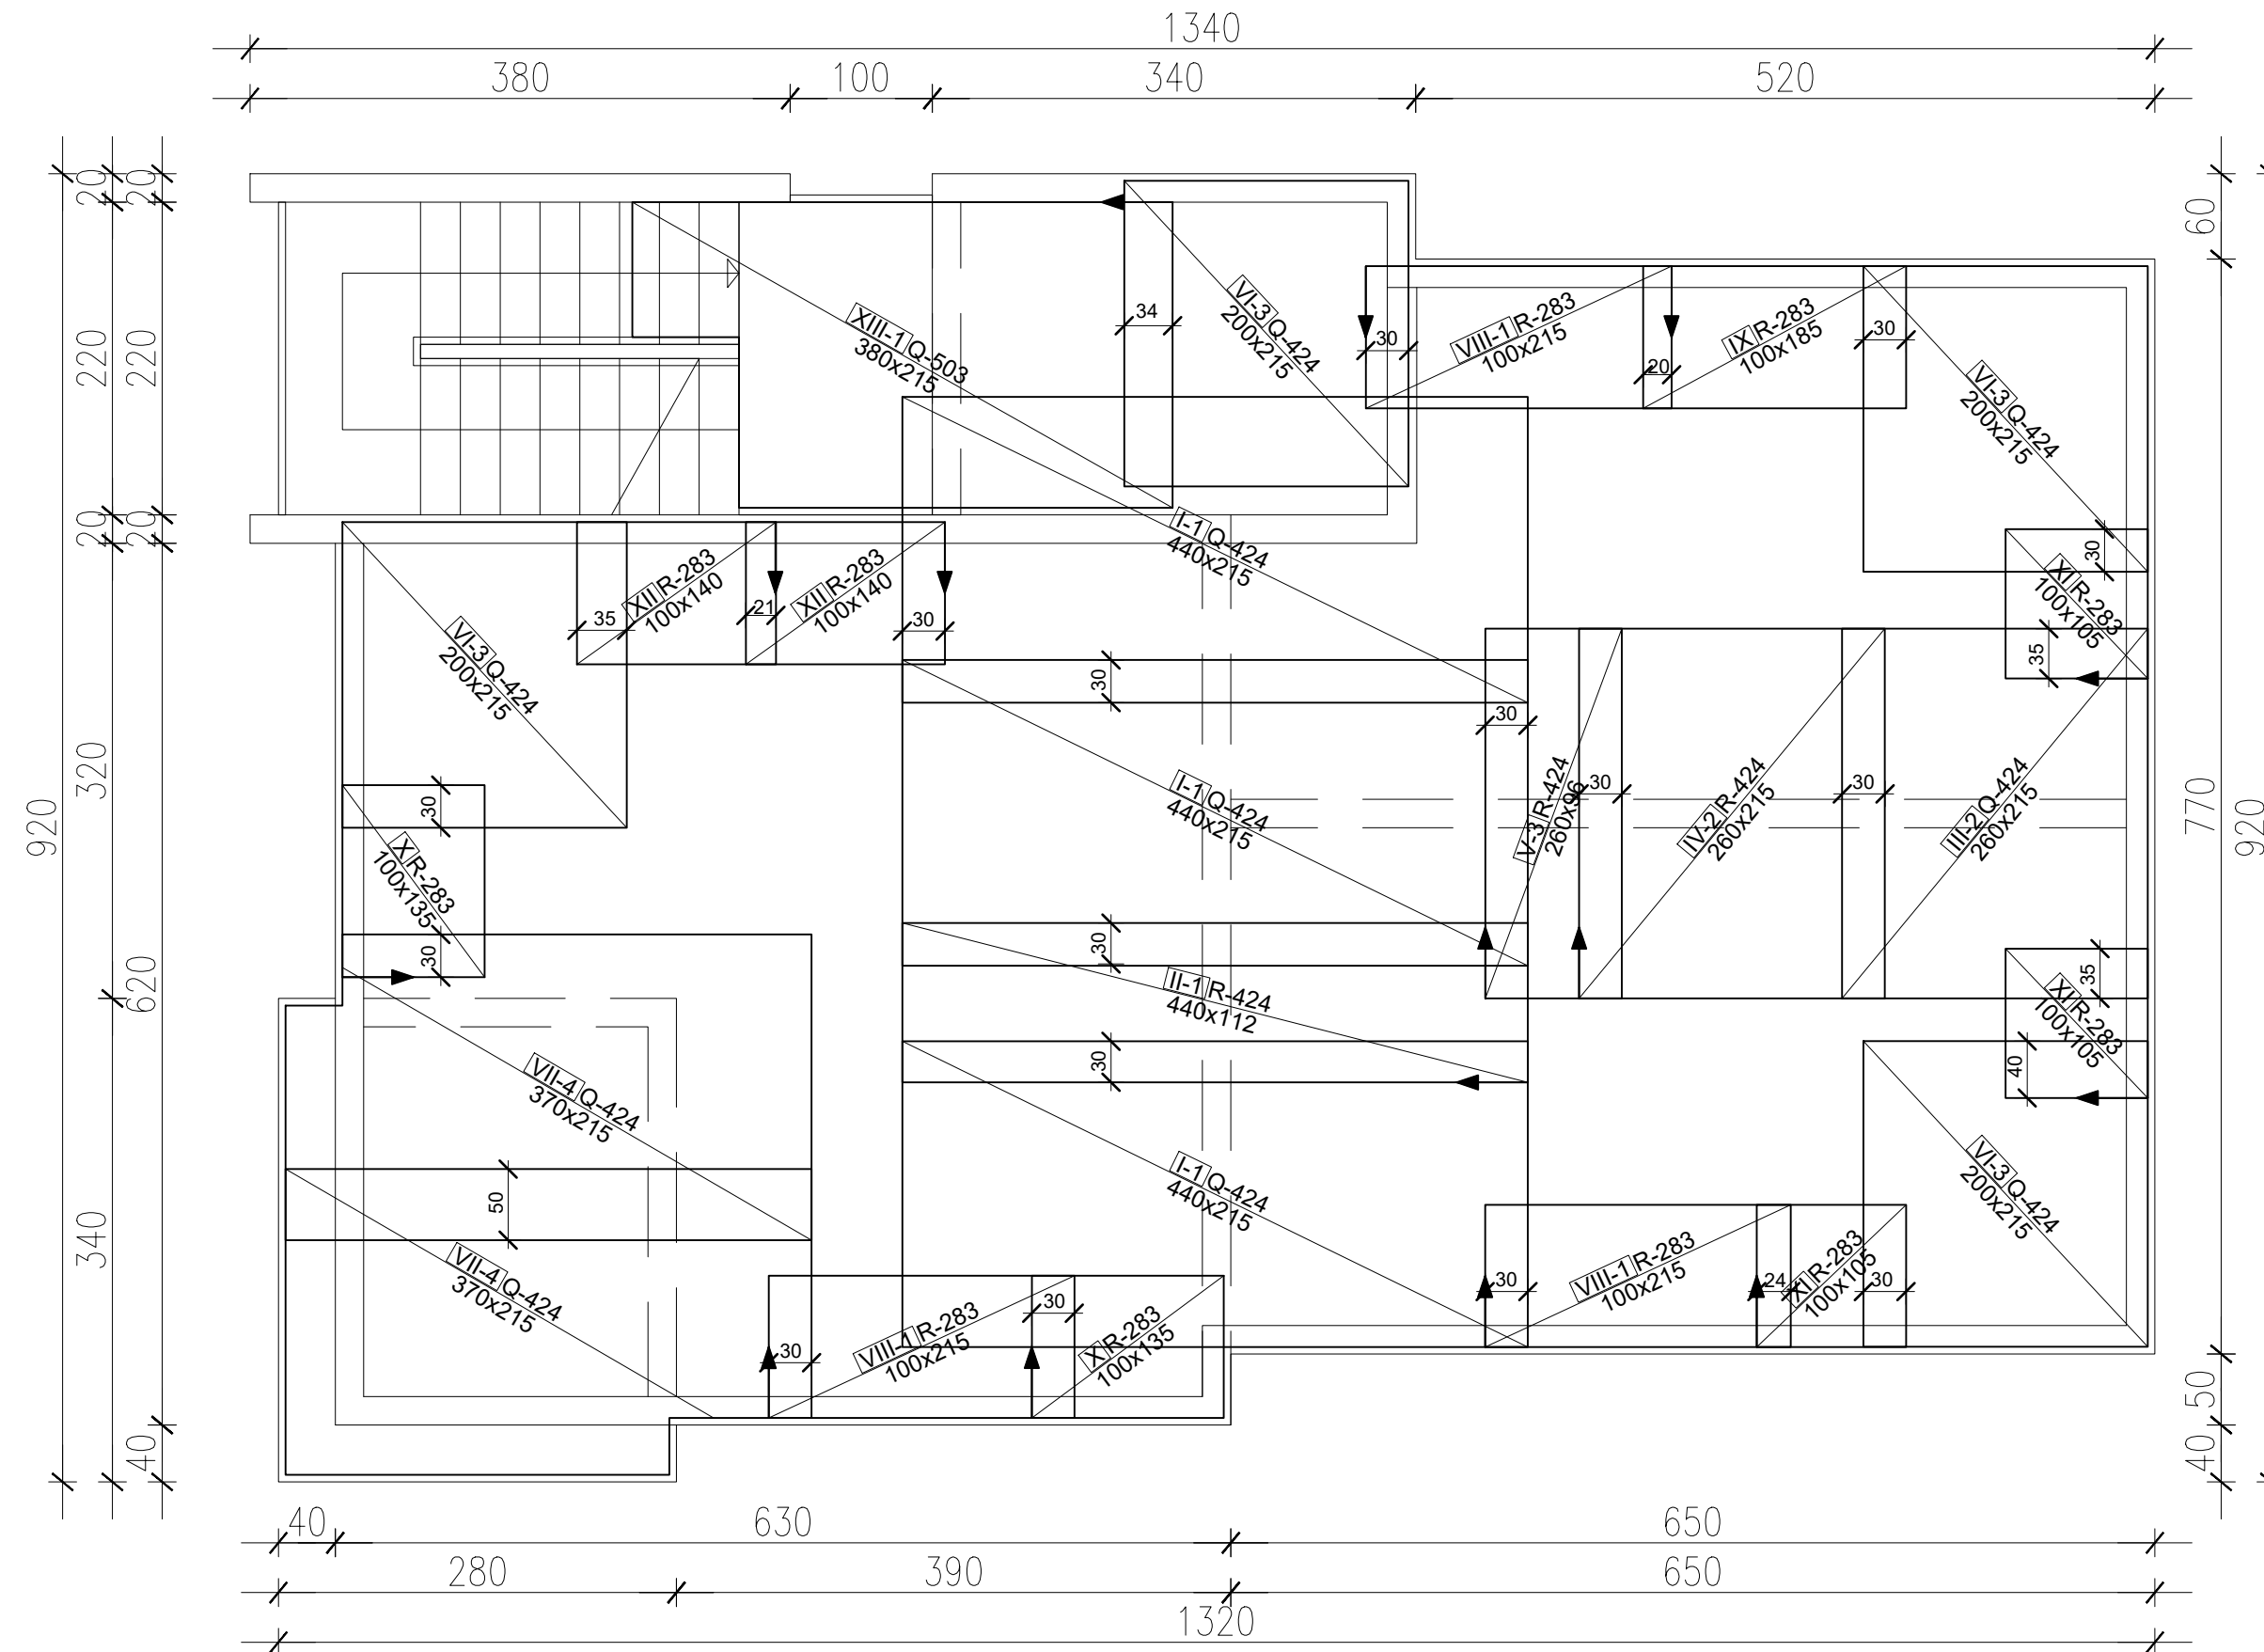 1340
380 100 340 520
20 20
220 220
20 20
920 320 620
340
40
60
770 920
50
40
XIII-1 Q-503
380x215
34
VI-3 Q-424
200x215
30
VIII-1 R-283
100x215
20
IX R-283
100x185
30
VI-3 Q-424
200x215
I-1 Q-424
440x215
30
XI R-283
100x105
35
VI-3 Q-424
200x215
35
XII R-283
100x140
21
XII R-283
100x140
30
30
30
V-3 R-424
260x96
30
IV-2 R-424
260x215
30
III-2 Q-424
260x215
30
X R-283
100x135
30
I-1 Q-424
440x215
30
II-1 R-424
440x112
30
35
XI R-283
100x105
40
VII-4 Q-424
370x215
50
VII-4 Q-424
370x215
I-1 Q-424
440x215
VI-3 Q-424
200x215
30
VIII-1 R-283
100x215
24
XI R-283
100x105
30
30
VIII-1 R-283
100x215
30
X R-283
100x135
40 630 650
280 390 650
1320